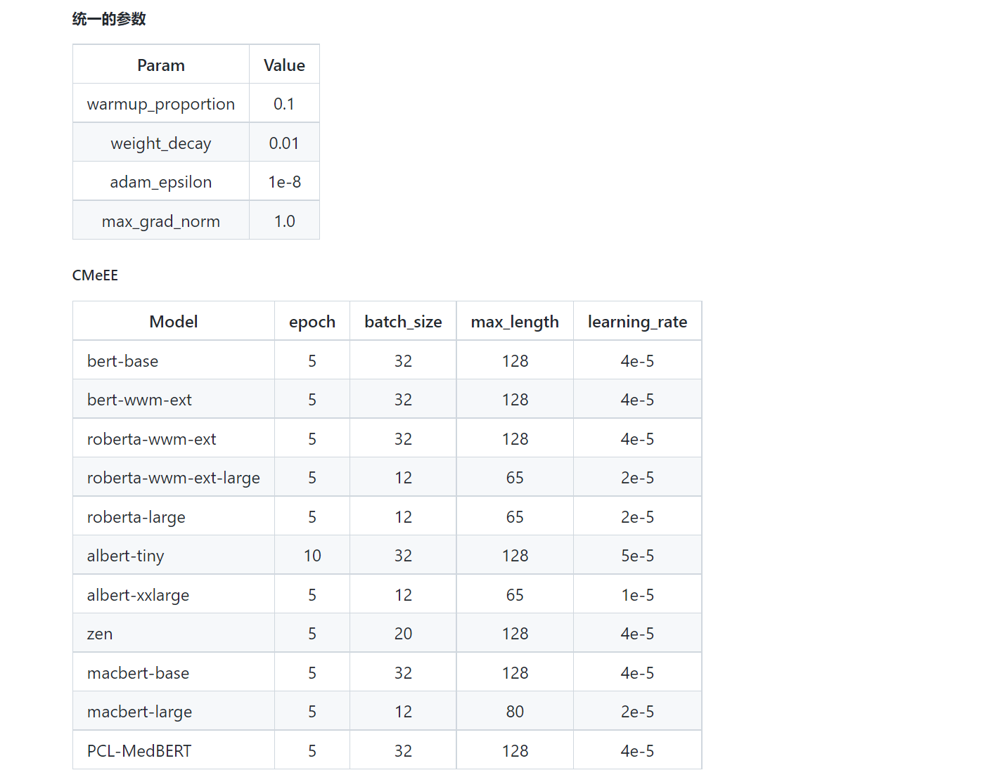 统一的参数
Param Value
warmup_proportion 0.1
weight_decay 0.01
adam_epsilon 1e-8
max_grad_norm 1.0
CMeEE
Model epoch batch_size max_length learning_rate
bert-base 5 32 128 4e-5
bert-wwm-ext 5 32 128 4e-5
roberta-wwm-ext 5 32 128 4e-5
roberta-wwm-ext-large 5 12 65 2e-5
roberta-large 5 12 65 2e-5
albert-tiny 10 32 128 5e-5
albert-xxlarge 5 12 65 1e-5
zen 5 20 128 4e-5
macbert-base 5 32 128 4e-5
macbert-large 5 12 80 2e-5
PCL-MedBERT 5 32 128 4e-5